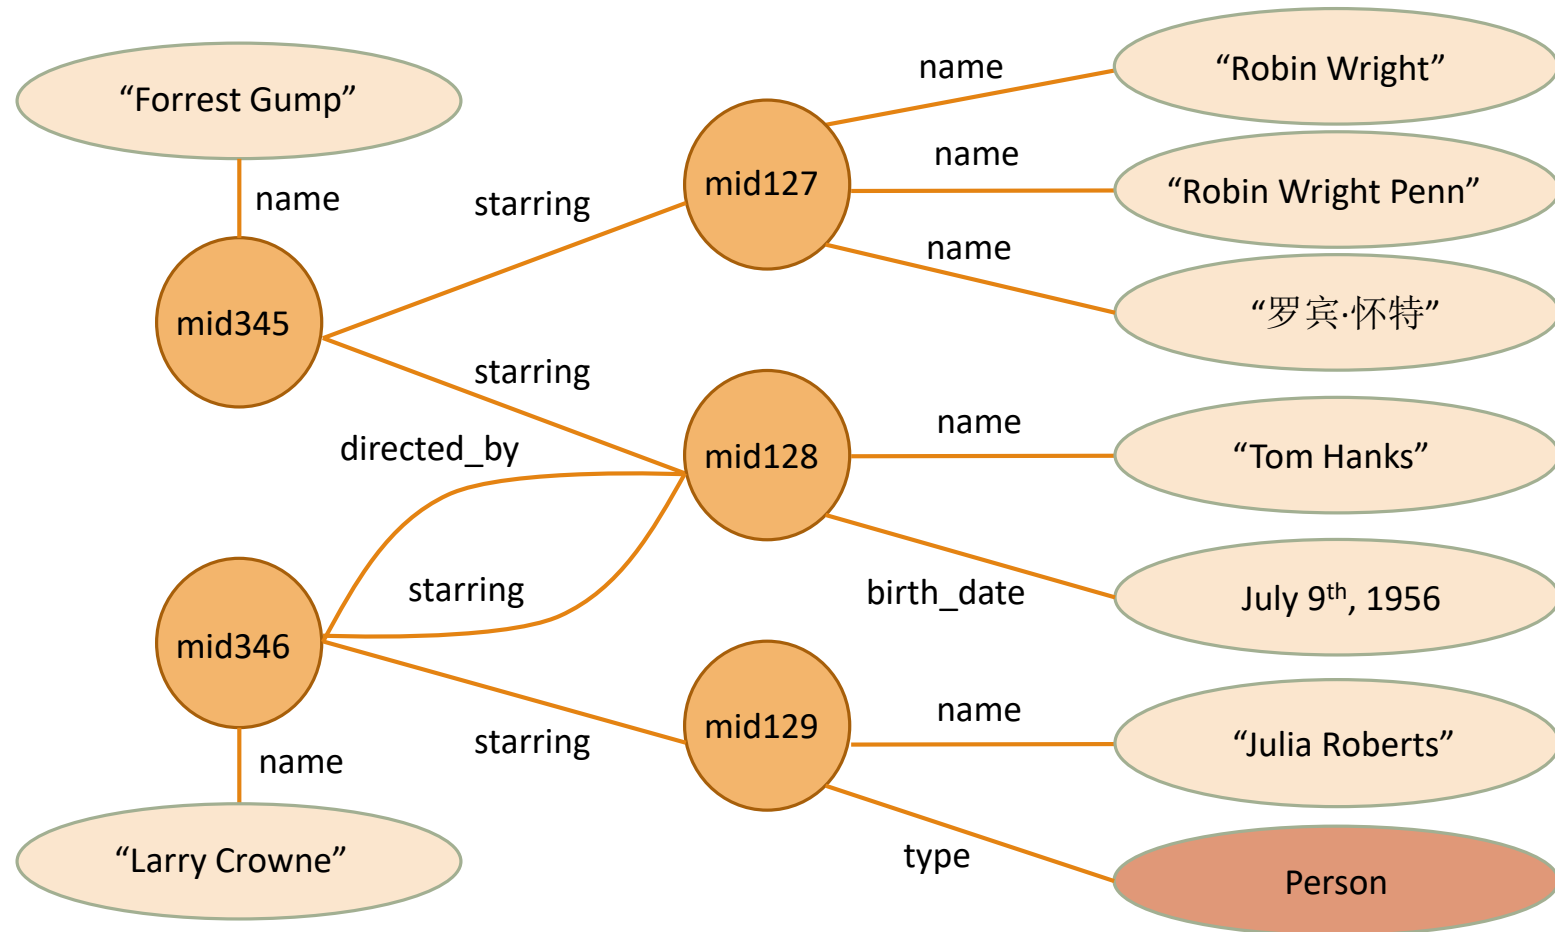 “Forrest Gump”
name
mid345
starring
mid127
name
“Robin Wright”
name
“Robin Wright Penn”
name
“罗宾·怀特”
starring
directed_by
mid128
name
“Tom Hanks”
starring
birth_date
July 9th, 1956
mid346
name
“Larry Crowne”
starring
mid129
name
“Julia Roberts”
type
Person